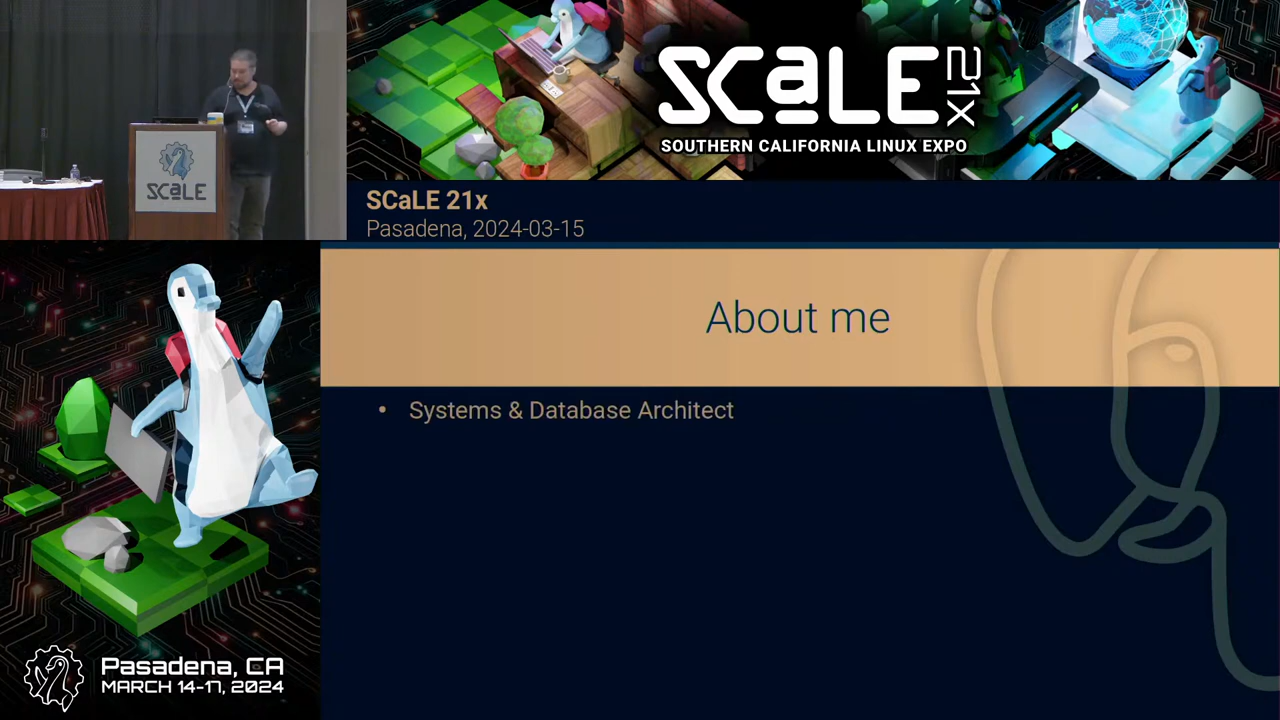 SCaLE 21x
SOUTHERN CALIFORNIA LINUX EXPO
SCaLE
SCaLE 21x
Pasadena, 2024-03-15
About me
• Systems & Database Architect
Pasadena, CA
MARCH 14-17, 2024